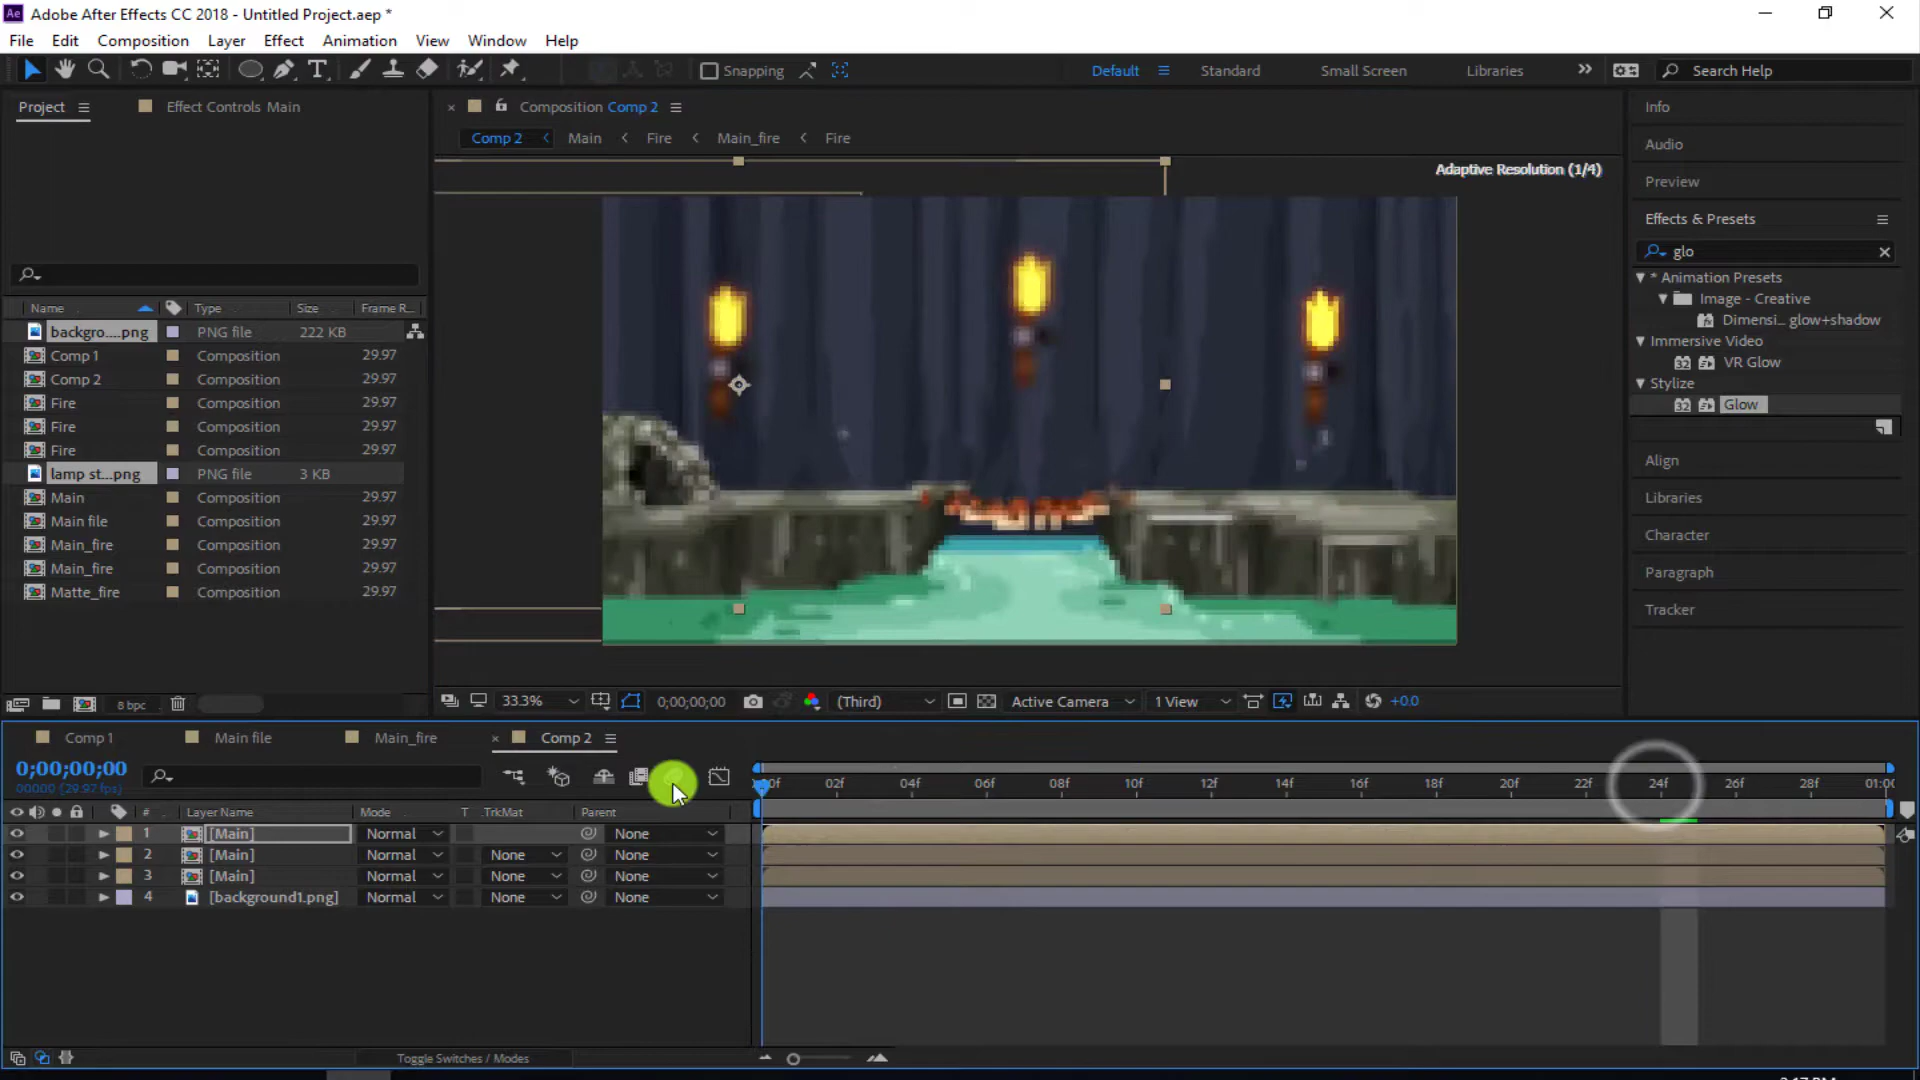 Adobe After Effects CC 2018 - Untitled Project.aep *
File Edit Composition Layer Effect Animation View Window Help
Snapping Default Standard Small Screen Libraries Search Help
Project Effect Controls Main
Composition Comp 2
Info
Comp 2 Main Fire Main_fire Fire
Audio
Adaptive Resolution (1/4)
Preview
Effects & Presets
glo
* Animation Presets
Image - Creative
Dimensi... glow+shadow
Immersive Video
VR Glow
Stylize
32 Glow
Align
Libraries
Character
Paragraph
Tracker
Name Type Size Frame R...
backgro....png PNG file 222 KB
Comp 1 Composition 29.97
Comp 2 Composition 29.97
Fire Composition 29.97
Fire Composition 29.97
Fire Composition 29.97
lamp st...png PNG file 3 KB
Main Composition 29.97
Main file Composition 29.97
Main_fire Composition 29.97
Main_fire Composition 29.97
Matte_fire Composition 29.97
8 bpc
33.3% 0;00;00;00 (Third) Active Camera 1 View +0.0
Comp 1 Main file Main_fire Comp 2
0;00;00;00
00000 (29.97 fps)
02f 04f 06f 08f 10f 12f 14f 16f 18f 20f 22f 24f 26f 28f
# Layer Name Mode T .TrkMat Parent
1 [Main] Normal None
2 [Main] Normal None None
3 [Main] Normal None None
4 [background1.png] Normal None None
Toggle Switches / Modes